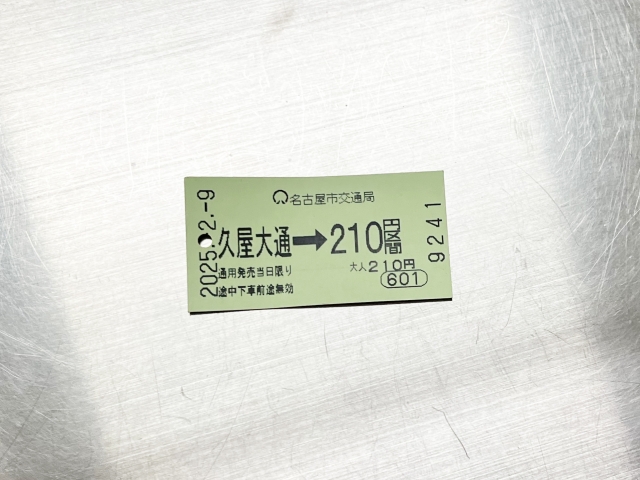 名古屋市交通局
久屋大通➡210円区間
通用発売当日限り
大人210円
途中下車前途無効
601
2025.-2.-9
9241